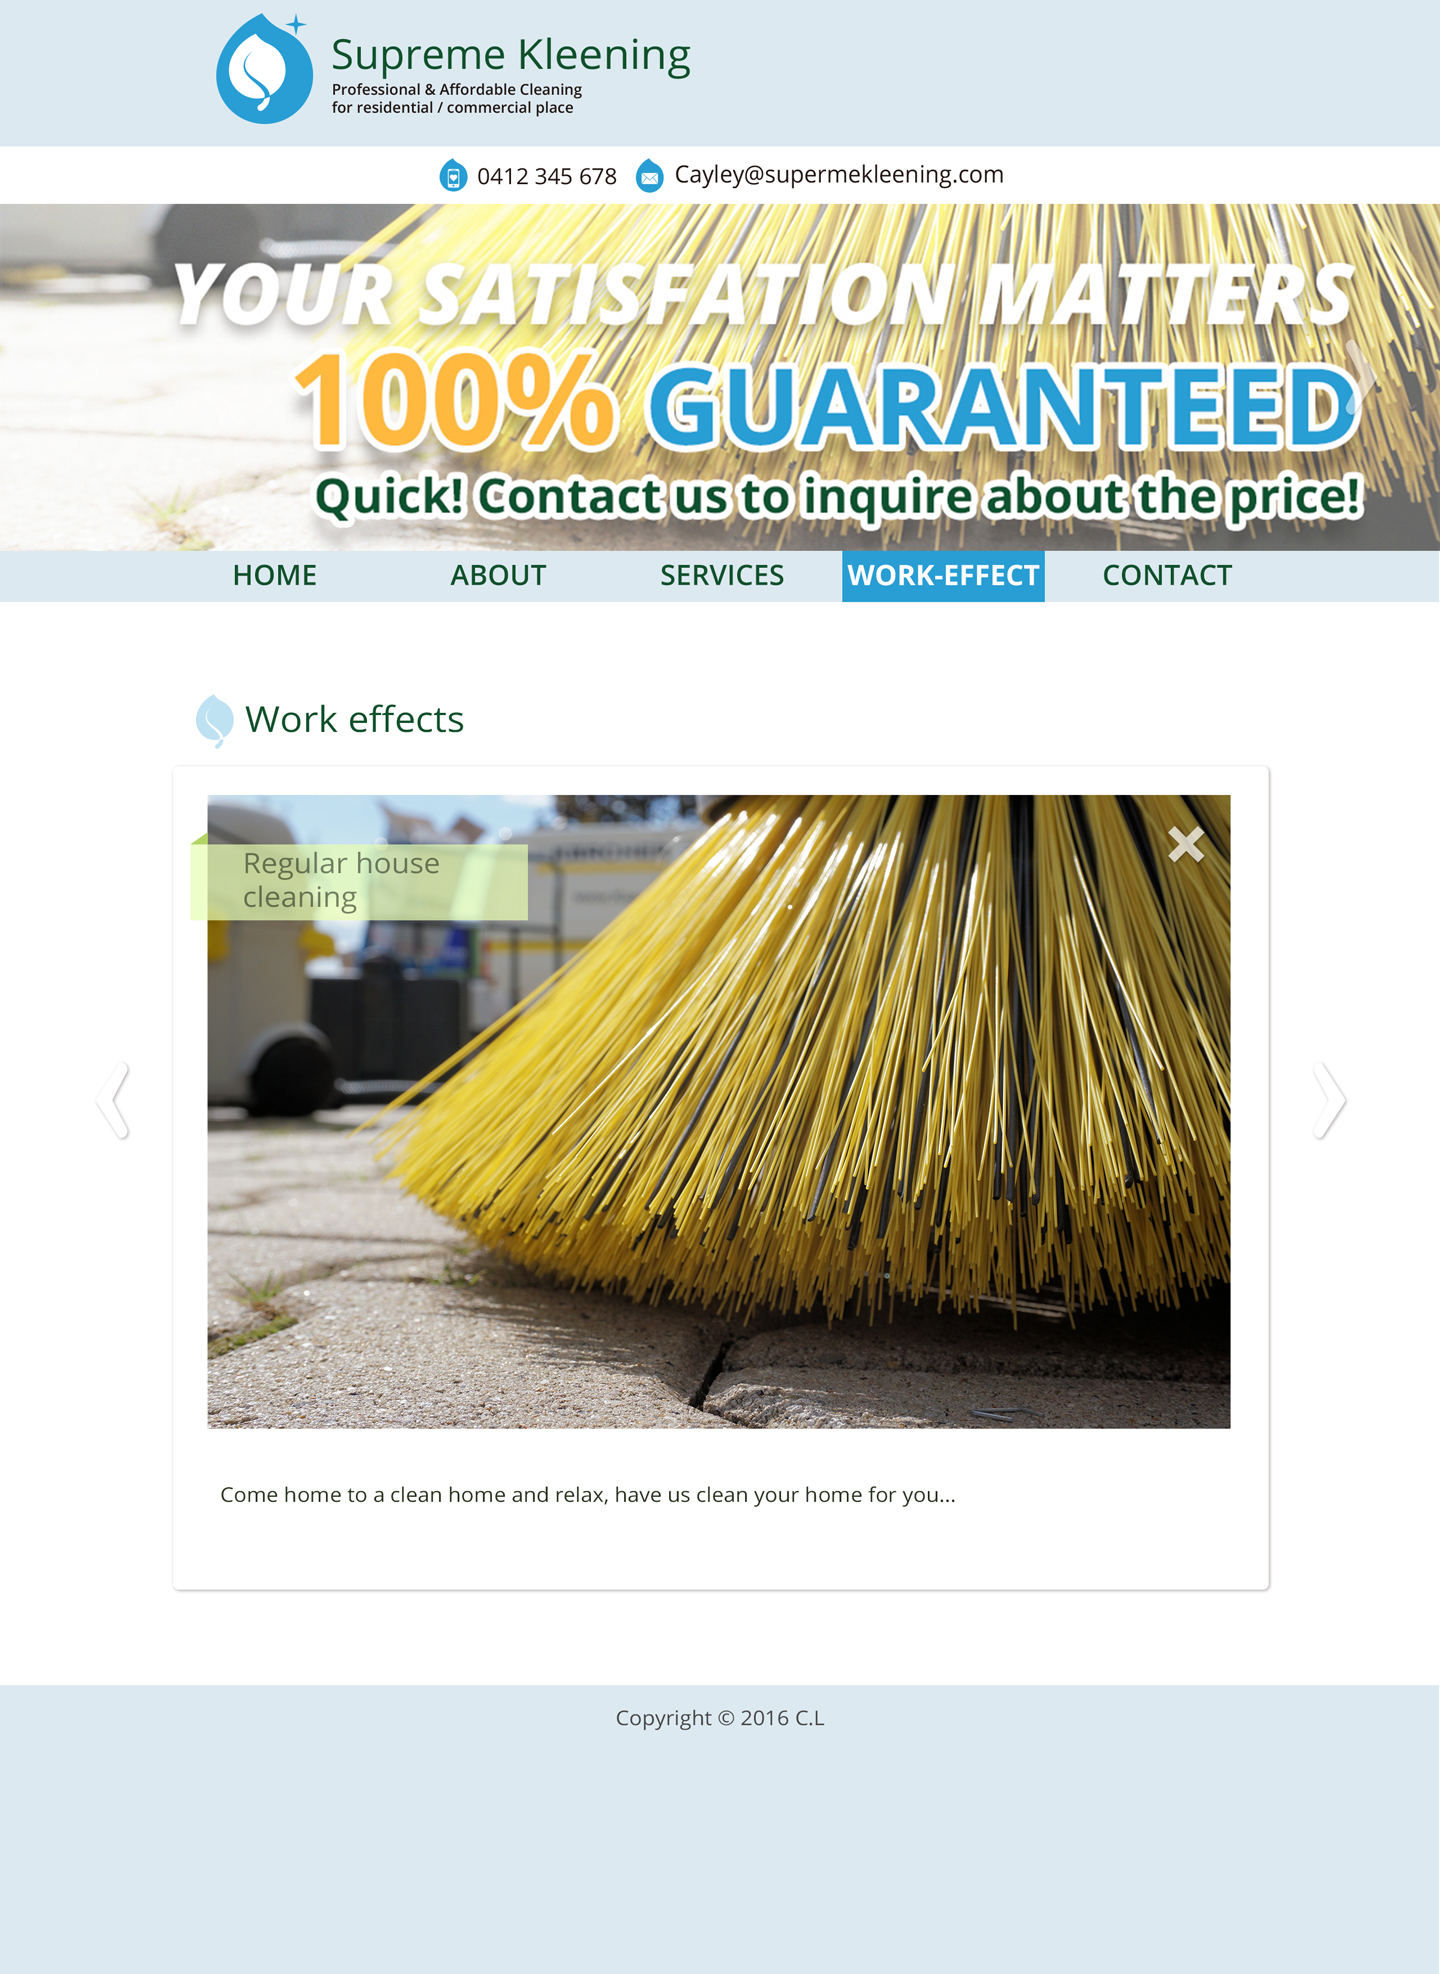 Supreme Kleening
Professional & Affordable Cleaning
for residential / commercial place
0412 345 678
Cayley@supermekleening.com
YOUR SATISFATION MATTERS
100% GUARANTEED
Quick! Contact us to inquire about the price!
HOME ABOUT SERVICES WORK-EFFECT CONTACT
Work effects
Regular house
cleaning
Come home to a clean home and relax, have us clean your home for you...
Copyright © 2016 C.L